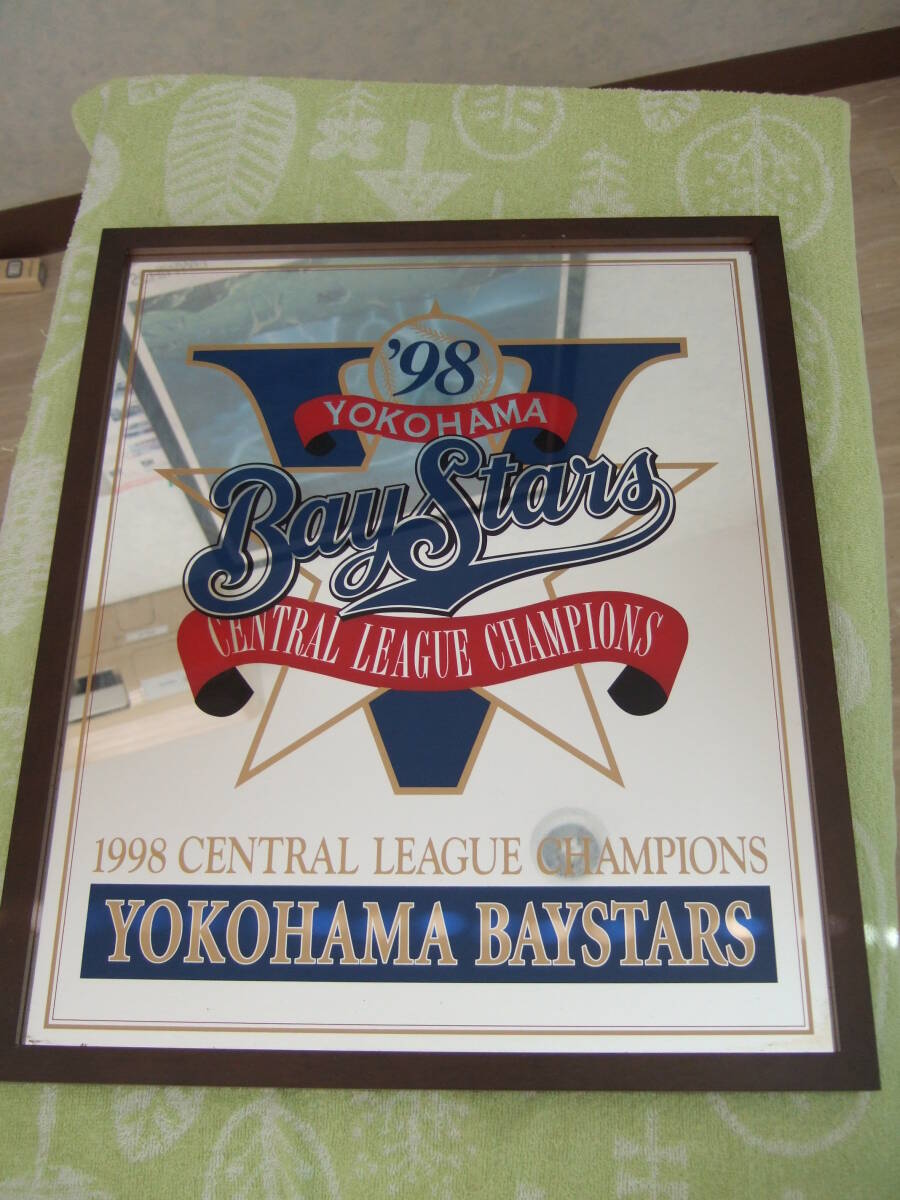 '98
YOKOHAMA
BayStars
CENTRAL LEAGUE CHAMPIONS
1998 CENTRAL LEAGUE CHAMPIONS
YOKOHAMA BAYSTARS